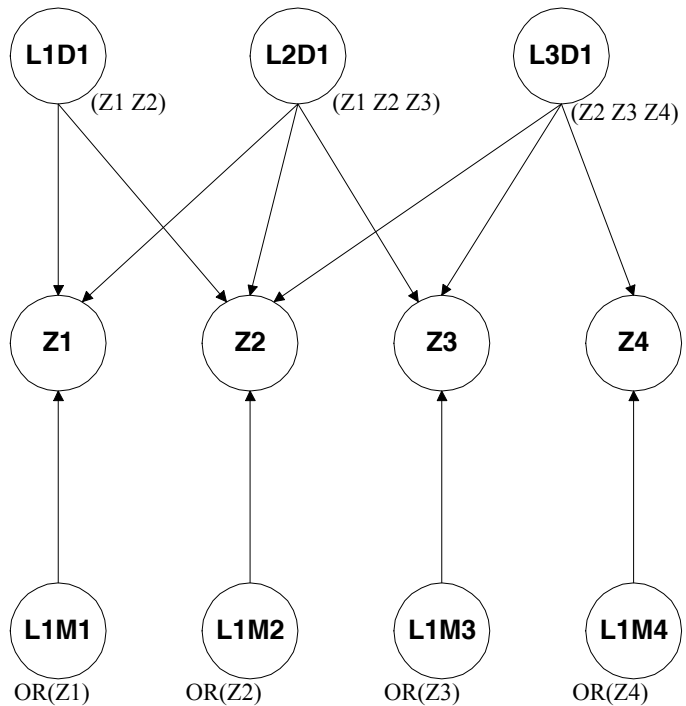 L1D1 L2D1 L3D1
(Z1 Z2) (Z1 Z2 Z3) (Z2 Z3 Z4)
Z1 Z2 Z3 Z4
L1M1 L1M2 L1M3 L1M4
OR(Z1) OR(Z2) OR(Z3) OR(Z4)